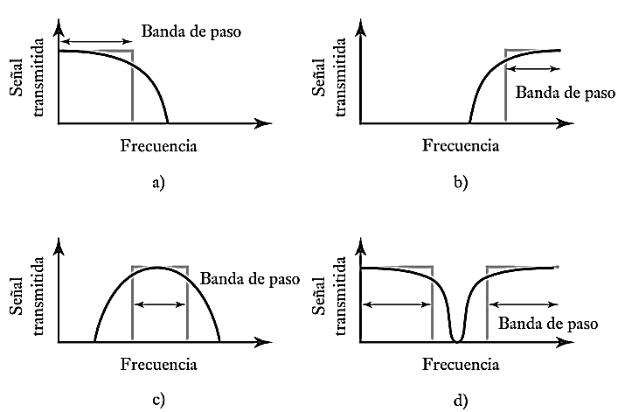 Banda de paso
Señal
transmitida
Frecuencia
a)
Señal
transmitida
Banda de paso
Frecuencia
b)
Señal
transmitida
Banda de paso
Frecuencia
c)
Señal
transmitida
Banda de paso
Frecuencia
d)